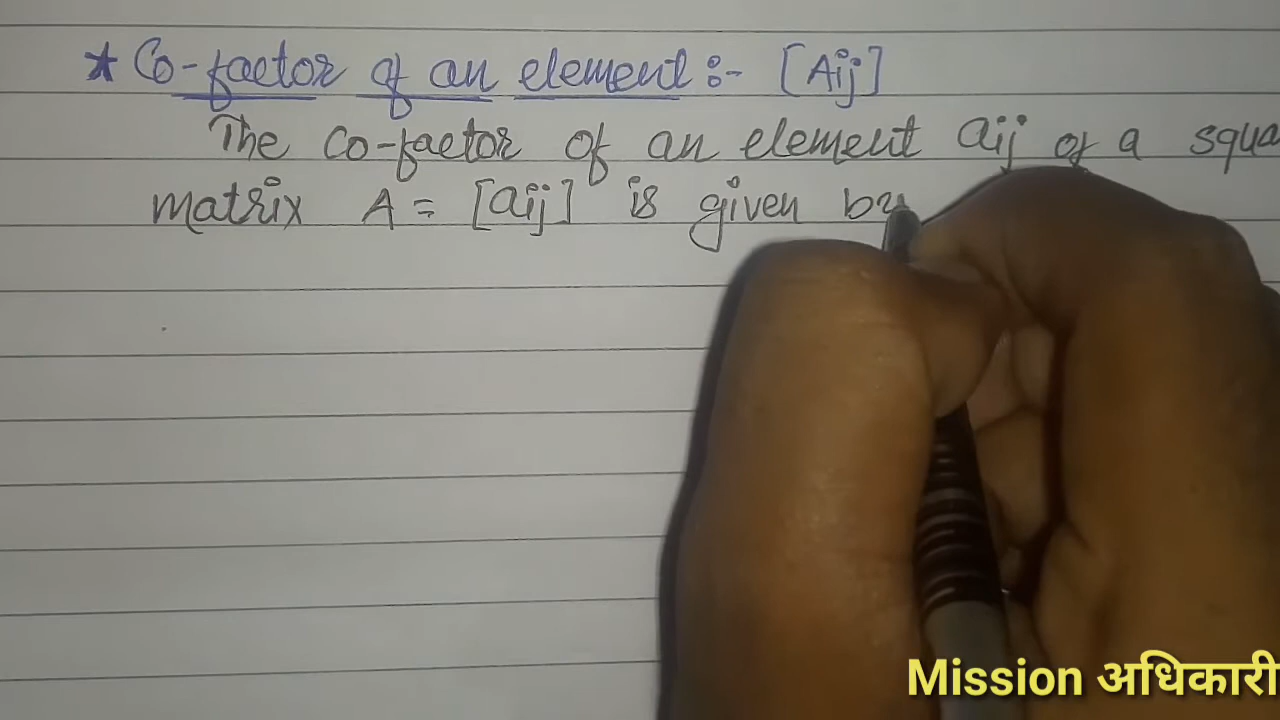 * Co-factor of an element :- [Aij]
The co-factor of an element aij of a squa
matrix A = [aij] is given by
Mission अधिकारी